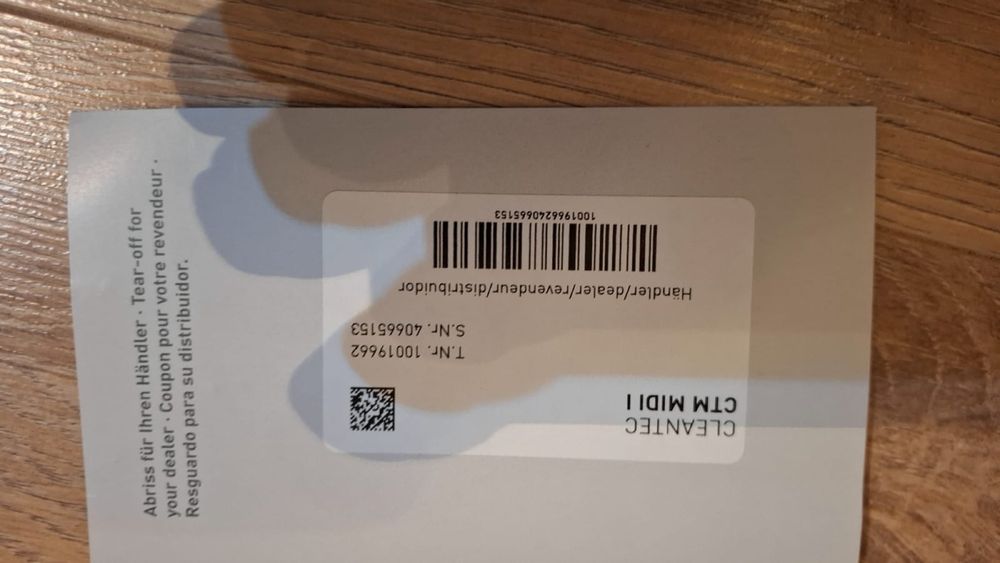 Abriss für Ihren Händler · Tear-off for
your dealer · Coupon pour votre revendeur ·
Resguardo para su distribuidor.
CLEANTEC
CTM MIDI I
T.Nr. 10019662
S.Nr. 40665153
Händler/dealer/revendeur/distribuidor
1001966240665153